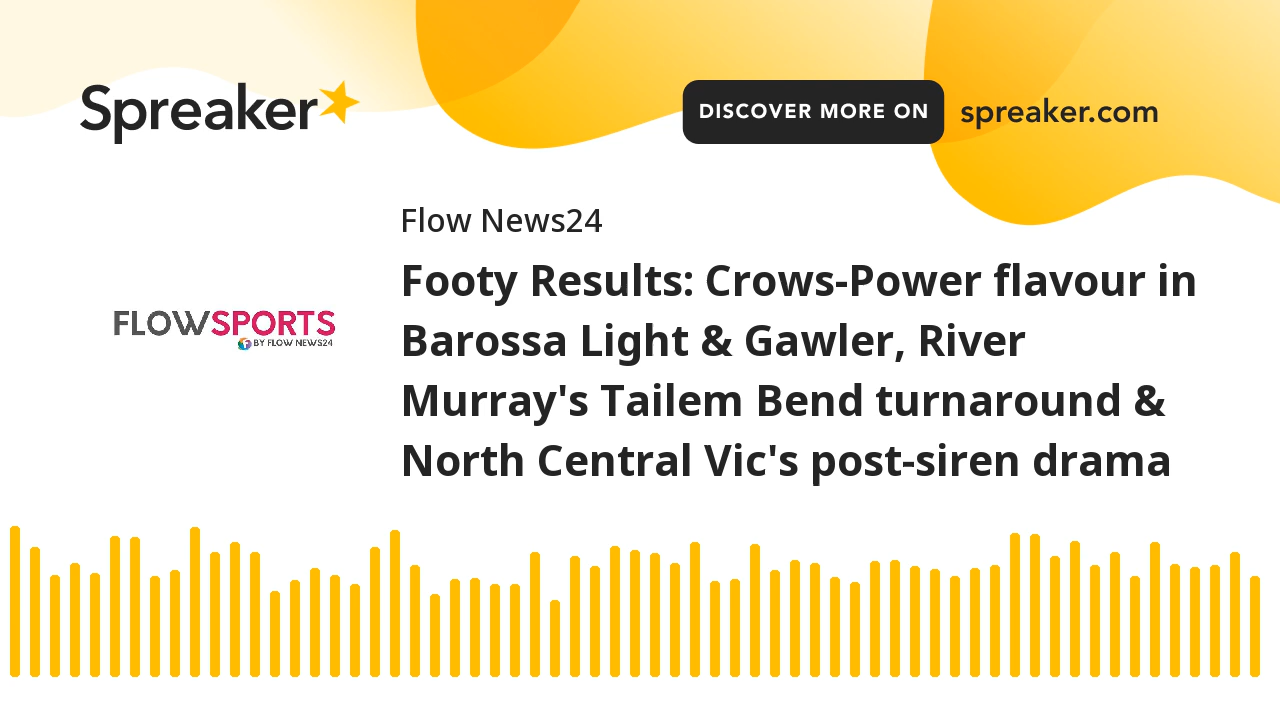 Spreaker
DISCOVER MORE ON spreaker.com
Flow News24
Footy Results: Crows-Power flavour in
Barossa Light & Gawler, River
Murray's Tailem Bend turnaround &
North Central Vic's post-siren drama
FLOWSPORTS
BY FLOW NEWS24